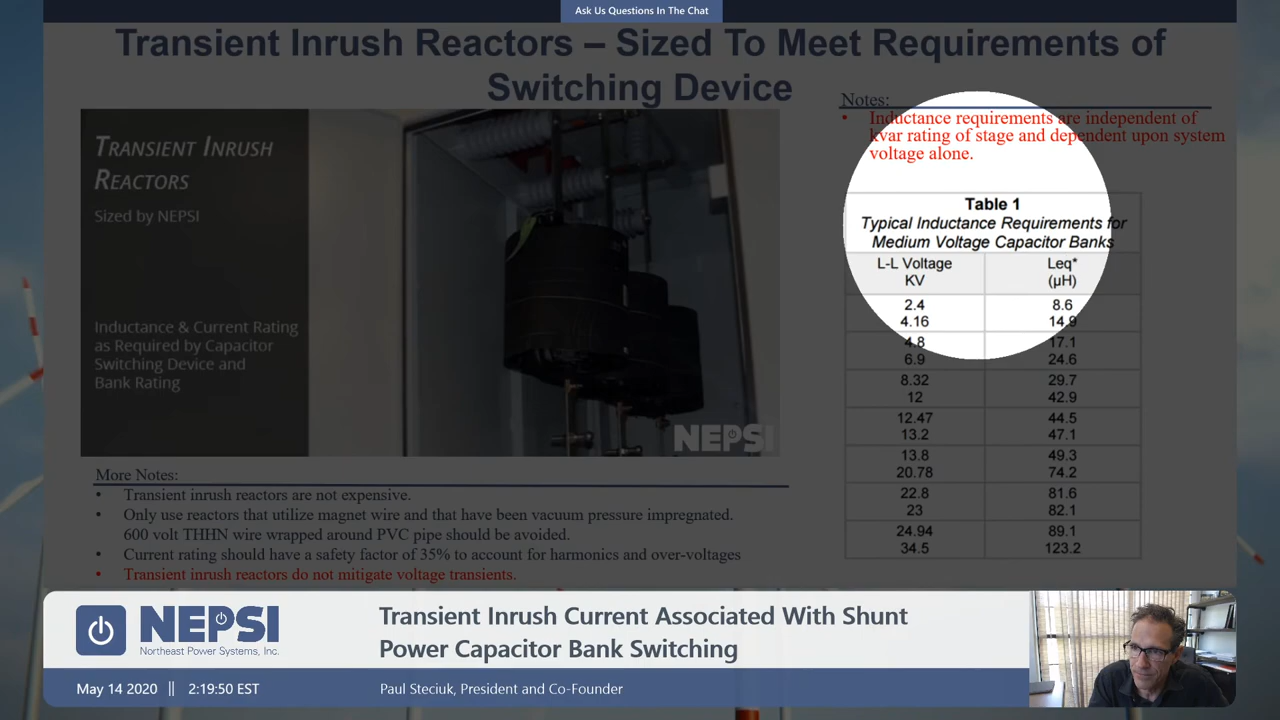 Ask Us Questions In The Chat
Transient Inrush Reactors – Sized To Meet Requirements of
Switching Device
TRANSIENT INRUSH
REACTORS
Sized by NEPSI
Inductance & Current Rating
as Required by Capacitor
Switching Device and
Bank Rating
NEPSI
Notes:
• Inductance requirements are independent of
kvar rating of stage and dependent upon system
voltage alone.
Table 1
Typical Inductance Requirements for
Medium Voltage Capacitor Banks
L-L Voltage Leq*
KV (µH)
2.4 8.6
4.16 14.9
4.8 17.1
6.9 24.6
8.32 29.7
12 42.9
12.47 44.5
13.2 47.1
13.8 49.3
20.78 74.2
22.8 81.6
23 82.1
24.94 89.1
34.5 123.2
More Notes:
• Transient inrush reactors are not expensive.
• Only use reactors that utilize magnet wire and that have been vacuum pressure impregnated.
600 volt THHN wire wrapped around PVC pipe should be avoided.
• Current rating should have a safety factor of 35% to account for harmonics and over-voltages
• Transient inrush reactors do not mitigate voltage transients.
NEPSI
Northeast Power Systems, Inc.
Transient Inrush Current Associated With Shunt
Power Capacitor Bank Switching
May 14 2020 || 2:19:50 EST
Paul Steciuk, President and Co-Founder